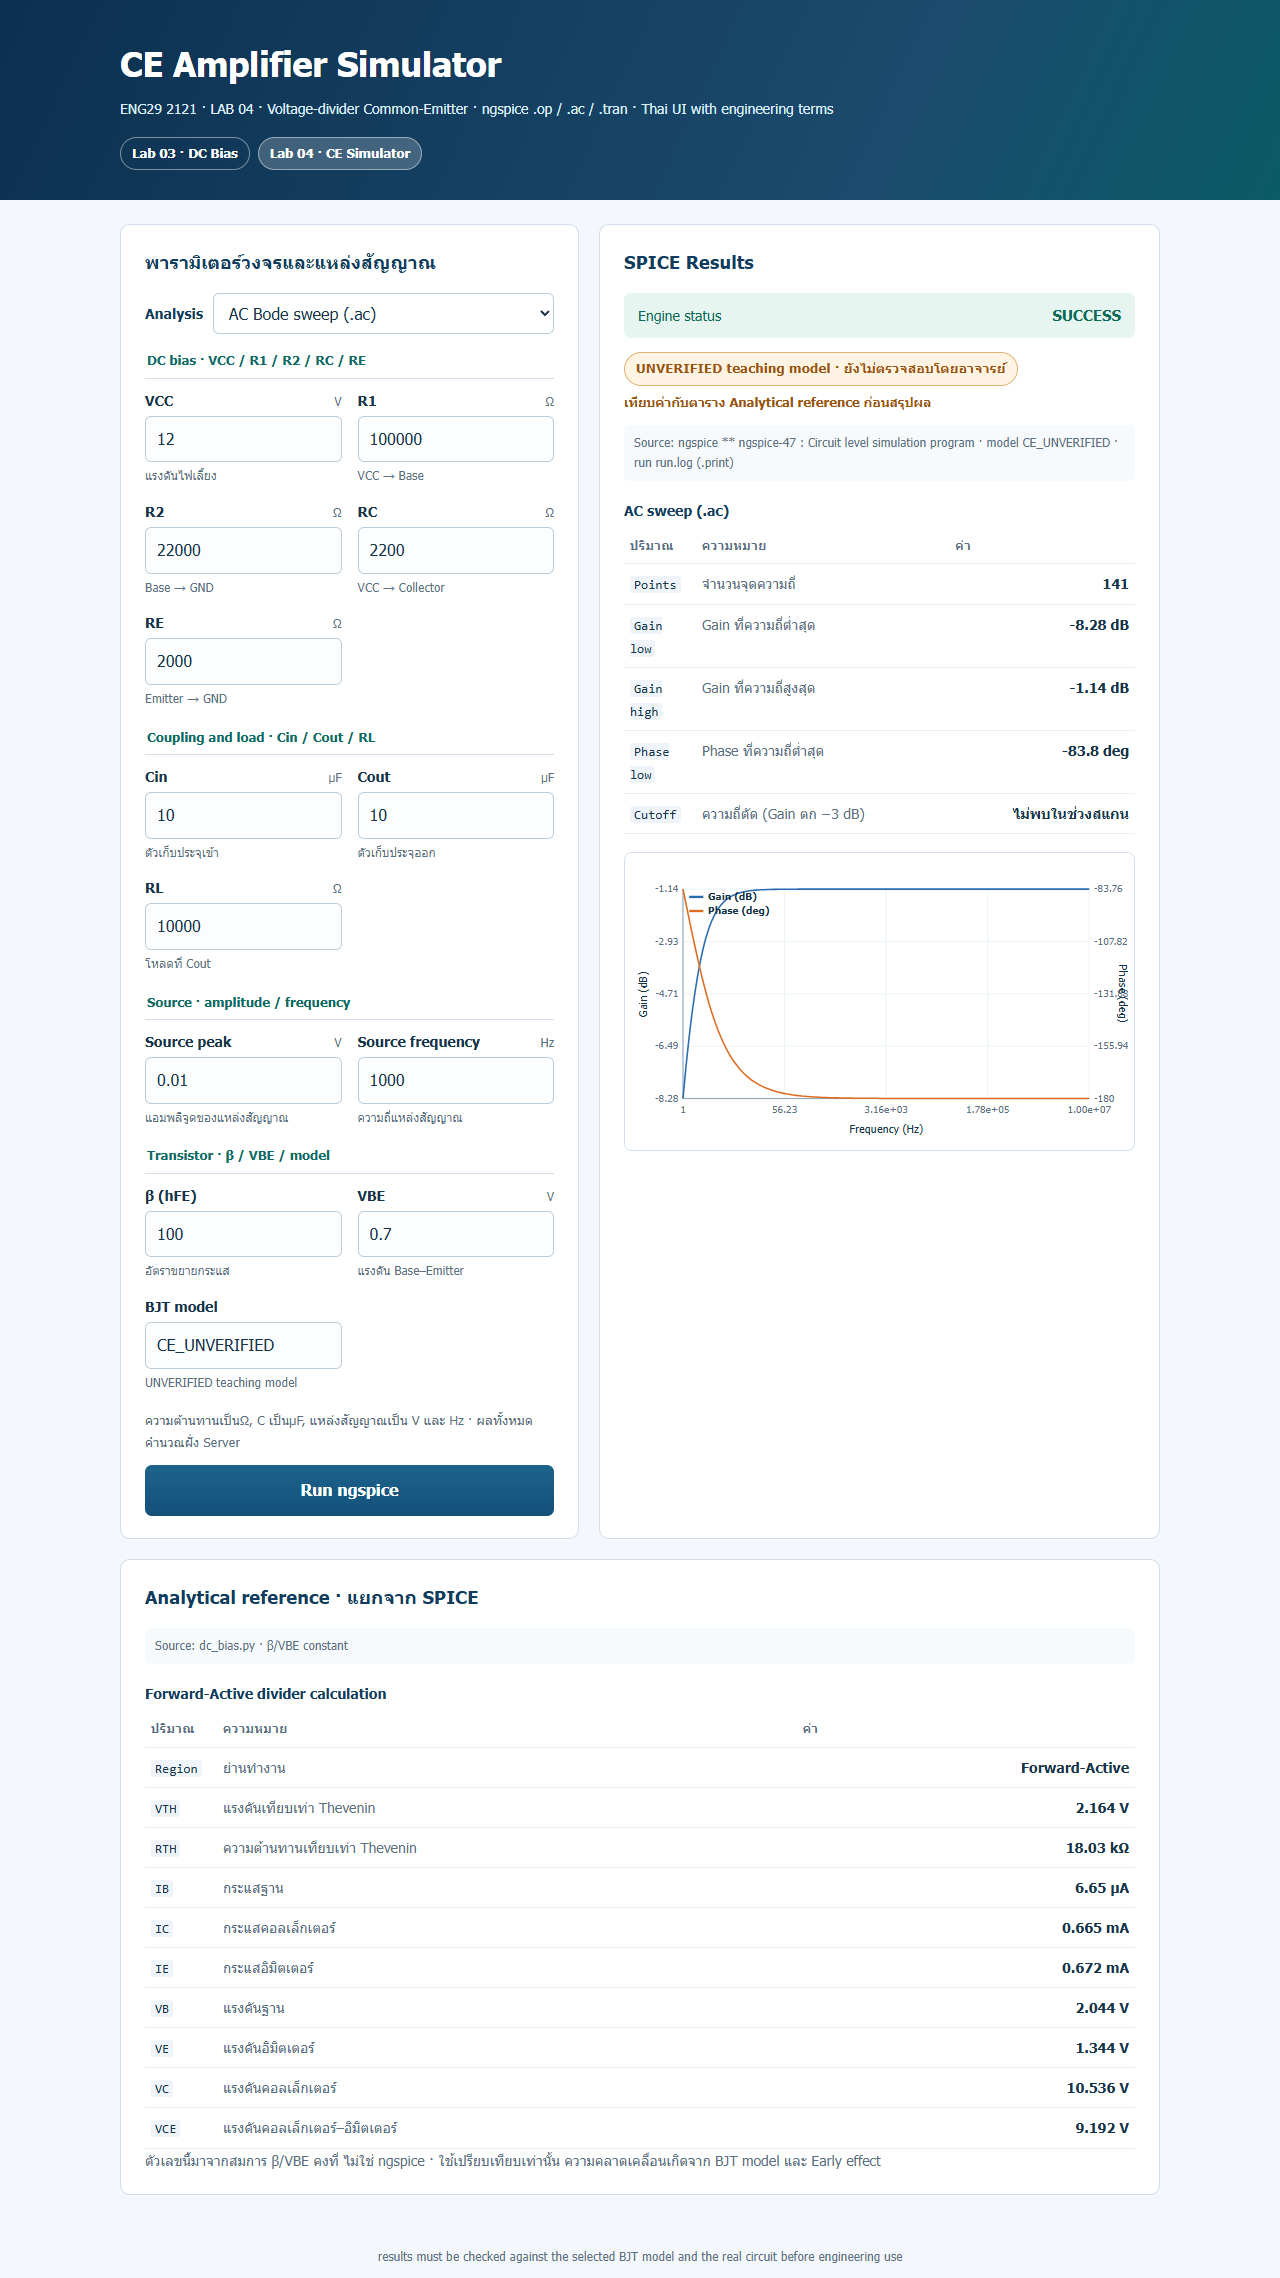 CE Amplifier Simulator
ENG29 2121 · LAB 04 · Voltage-divider Common-Emitter · ngspice .op / .ac / .tran · Thai UI with engineering terms
Lab 03 · DC Bias
Lab 04 · CE Simulator
พารามิเตอร์วงจรและแหล่งสัญญาณ
Analysis
AC Bode sweep (.ac)
DC bias · VCC / R1 / R2 / RC / RE
VCC V
R1 Ω
12
100000
แรงดันไฟเลี้ยง
VCC → Base
R2 Ω
RC Ω
22000
2200
Base → GND
VCC → Collector
RE Ω
2000
Emitter → GND
Coupling and load · Cin / Cout / RL
Cin µF
Cout µF
10
10
ตัวเก็บประจุเข้า
ตัวเก็บประจุออก
RL Ω
10000
โหลดที่ Cout
Source · amplitude / frequency
Source peak V
Source frequency Hz
0.01
1000
แอมพลิจูดของแหล่งสัญญาณ
ความถี่แหล่งสัญญาณ
Transistor · β / VBE / model
β (hFE)
VBE V
100
0.7
อัตราขยายกระแส
แรงดัน Base–Emitter
BJT model
CE_UNVERIFIED
UNVERIFIED teaching model
ความต้านทานเป็นΩ, C เป็นµF, แหล่งสัญญาณเป็น V และ Hz · ผลทั้งหมด
คำนวณฝั่ง Server
Run ngspice
SPICE Results
Engine status SUCCESS
UNVERIFIED teaching model · ยังไม่ตรวจสอบโดยอาจารย์
เทียบค่ากับตาราง Analytical reference ก่อนสรุปผล
Source: ngspice ** ngspice-47 : Circuit level simulation program · model CE_UNVERIFIED ·
run run.log (.print)
AC sweep (.ac)
ปริมาณ ความหมาย ค่า
Points จำนวนจุดความถี่ 141
Gain low Gain ที่ความถี่ต่ำสุด -8.28 dB
Gain high Gain ที่ความถี่สูงสุด -1.14 dB
Phase low Phase ที่ความถี่ต่ำสุด -83.8 deg
Cutoff ความถี่ตัด (Gain ตก −3 dB) ไม่พบในช่วงสแกน
Gain (dB)
Phase (deg)
-1.14
-2.93
-4.71
-6.49
-8.28
Gain (dB)
-83.76
-107.82
-155.94
-180
Phase (deg)
1 56.23 3.16e+03 1.78e+05 1.00e+07
Frequency (Hz)
Analytical reference · แยกจาก SPICE
Source: dc_bias.py · β/VBE constant
Forward-Active divider calculation
ปริมาณ ความหมาย ค่า
Region ย่านทำงาน Forward-Active
VTH แรงดันเทียบเท่า Thevenin 2.164 V
RTH ความต้านทานเทียบเท่า Thevenin 18.03 kΩ
IB กระแสฐาน 6.65 µA
IC กระแสคอลเล็กเตอร์ 0.665 mA
IE กระแสอิมิตเตอร์ 0.672 mA
VB แรงดันฐาน 2.044 V
VE แรงดันอิมิตเตอร์ 1.344 V
VC แรงดันคอลเล็กเตอร์ 10.536 V
VCE แรงดันคอลเล็กเตอร์–อิมิตเตอร์ 9.192 V
ตัวเลขนี้มาจากสมการ β/VBE คงที่ ไม่ใช่ ngspice · ใช้เปรียบเทียบเท่านั้น ความคลาดเคลื่อนเกิดจาก BJT model และ Early effect
results must be checked against the selected BJT model and the real circuit before engineering use